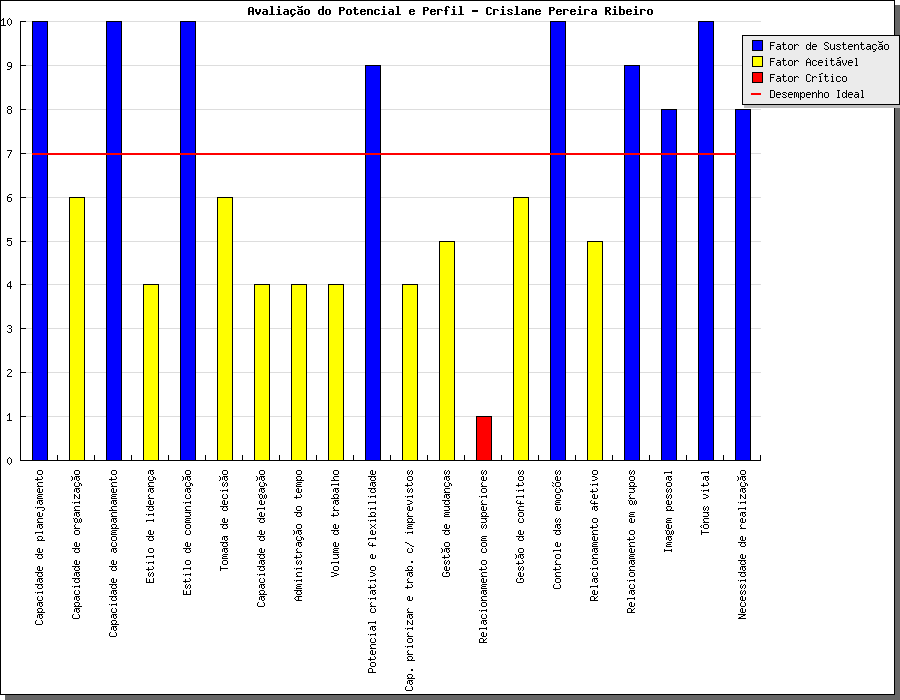 Avaliação do Potencial e Perfil - Crislane Pereira Ribeiro
Fator de Sustentação
Fator Aceitável
Fator Crítico
Desempenho Ideal
10
9
8
7
6
5
4
3
2
1
0
Capacidade de planejamento
Capacidade de organização
Capacidade de acompanhamento
Estilo de liderança
Estilo de comunicação
Tomada de decisão
Capacidade de delegação
Administração do tempo
Volume de trabalho
Potencial criativo e flexibilidade
Cap. priorizar e trab. c/ imprevistos
Gestão de mudanças
Relacionamento com superiores
Gestão de conflitos
Controle das emoções
Relacionamento afetivo
Relacionamento em grupos
Imagem pessoal
Tônus vital
Necessidade de realização